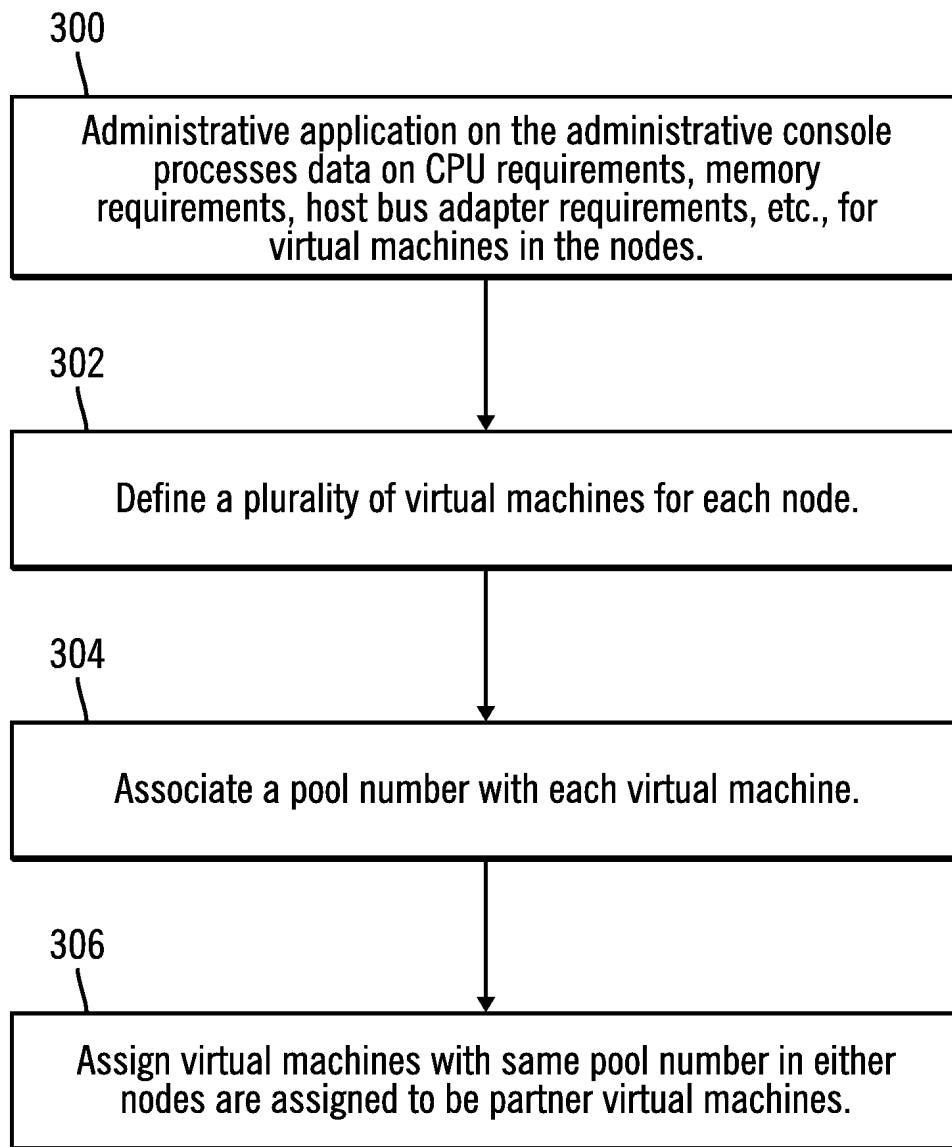 300
Administrative application on the administrative console
processes data on CPU requirements, memory
requirements, host bus adapter requirements, etc., for
virtual machines in the nodes.
302
Define a plurality of virtual machines for each node.
304
Associate a pool number with each virtual machine.
306
Assign virtual machines with same pool number in either
nodes are assigned to be partner virtual machines.